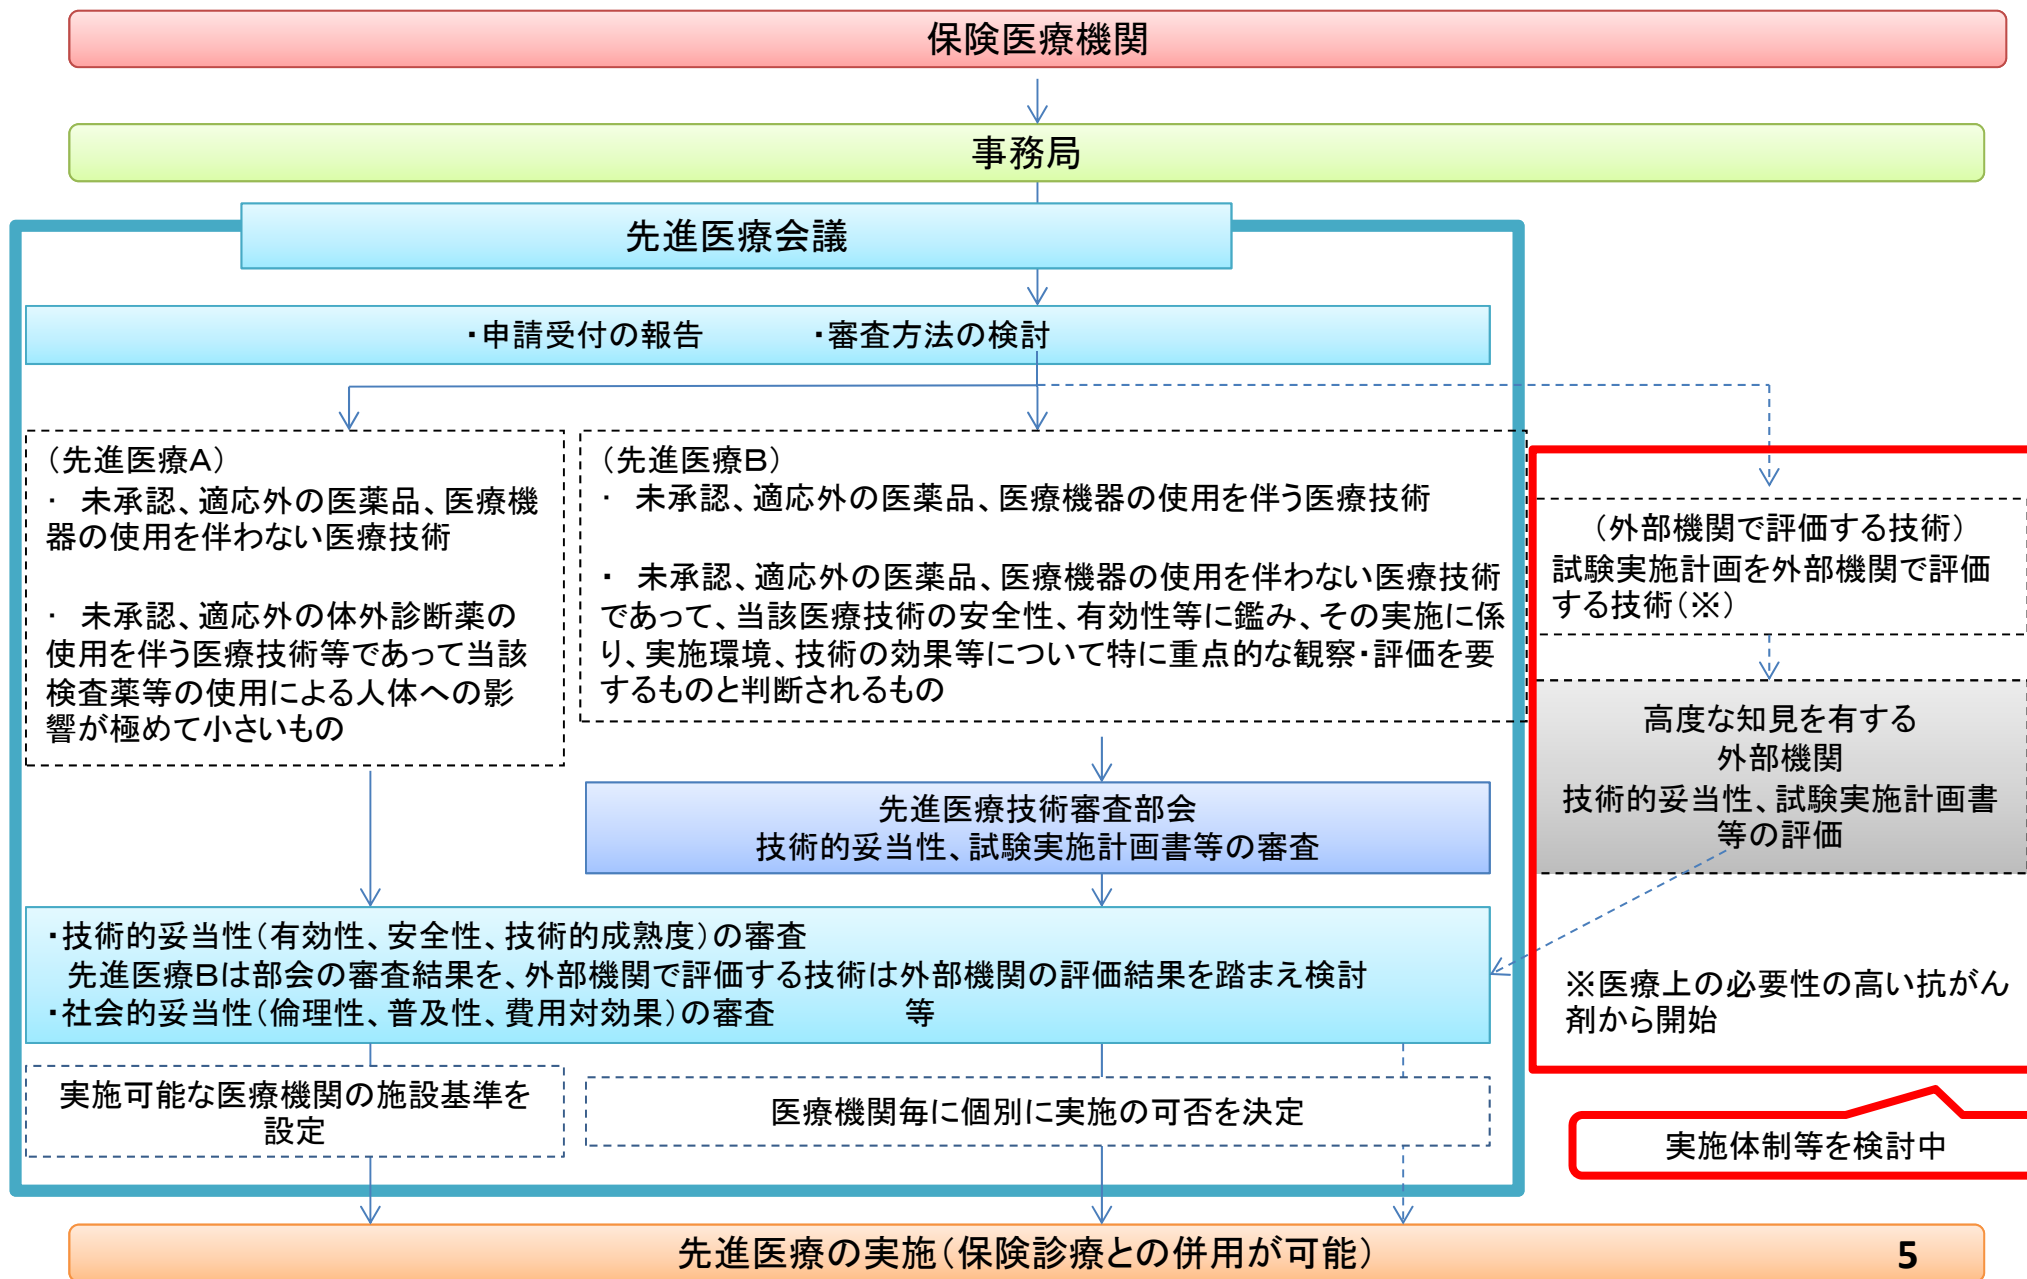 保険医療機関
事務局
先進医療会議
・申請受付の報告　　　・審査方法の検討
（先進医療A）
・ 未承認、適応外の医薬品、医療機
器の使用を伴わない医療技術
・ 未承認、適応外の体外診断薬の
使用を伴う医療技術等であって当該
検査薬等の使用による人体への影
響が極めて小さいもの
（先進医療B）
・ 未承認、適応外の医薬品、医療機器の使用を伴う医療技術
・ 未承認、適応外の医薬品、医療機器の使用を伴わない医療技術
であって、当該医療技術の安全性、有効性等に鑑み、その実施に係
り、実施環境、技術の効果等について特に重点的な観察・評価を要
するものと判断されるもの
（外部機関で評価する技術）
試験実施計画を外部機関で評価
する技術（※）
先進医療技術審査部会
技術的妥当性、試験実施計画書等の審査
高度な知見を有する
外部機関
技術的妥当性、試験実施計画書
等の評価
・技術的妥当性（有効性、安全性、技術的成熟度）の審査
先進医療Bは部会の審査結果を、外部機関で評価する技術は外部機関の評価結果を踏まえ検討
・社会的妥当性（倫理性、普及性、費用対効果）の審査　　　等
※医療上の必要性の高い抗がん
剤から開始
実施可能な医療機関の施設基準を
設定
医療機関毎に個別に実施の可否を決定
実施体制等を検討中
先進医療の実施（保険診療との併用が可能）
5